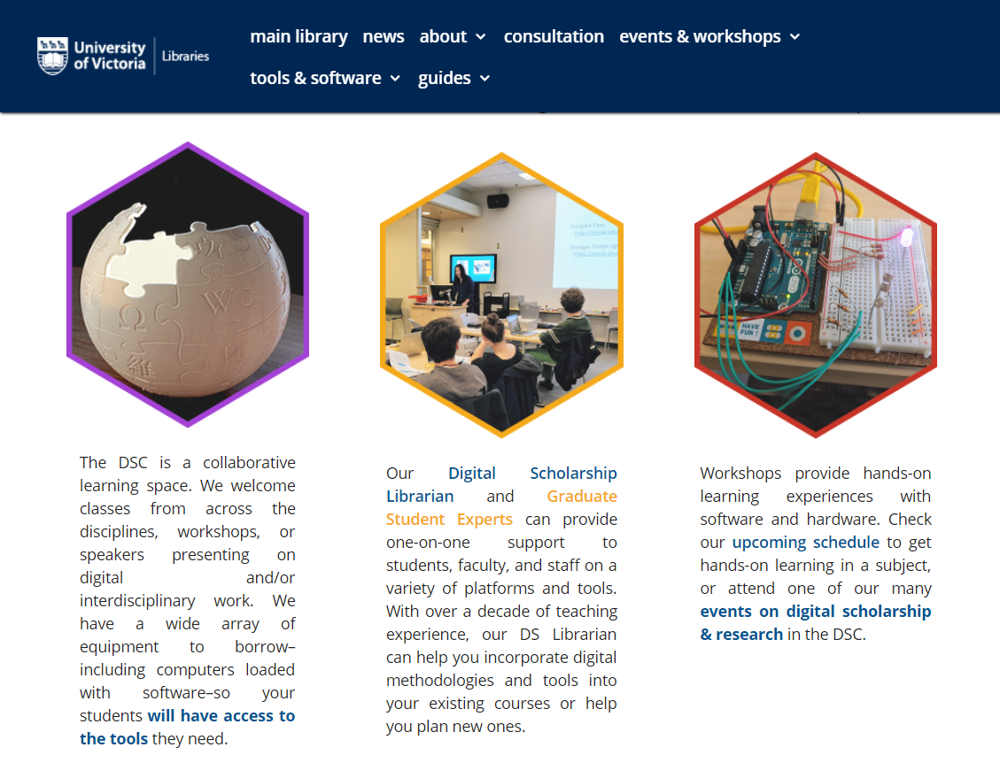 University
of Victoria
Libraries
main library news about consultation events & workshops
tools & software guides
Ω
W
И
維
Pumpkin Eyes
HAVE
FUN!
The DSC is a collaborative
learning space. We welcome
classes from across the
disciplines, workshops, or
speakers presenting on
digital and/or
interdisciplinary work. We
have a wide array of
equipment to borrow–
including computers loaded
with software–so your
students will have access to
the tools they need.
Our Digital Scholarship
Librarian and Graduate
Student Experts can provide
one-on-one support to
students, faculty, and staff on a
variety of platforms and tools.
With over a decade of teaching
experience, our DS Librarian
can help you incorporate digital
methodologies and tools into
your existing courses or help
you plan new ones.
Workshops provide hands-on
learning experiences with
software and hardware. Check
our upcoming schedule to get
hands-on learning in a subject,
or attend one of our many
events on digital scholarship
& research in the DSC.